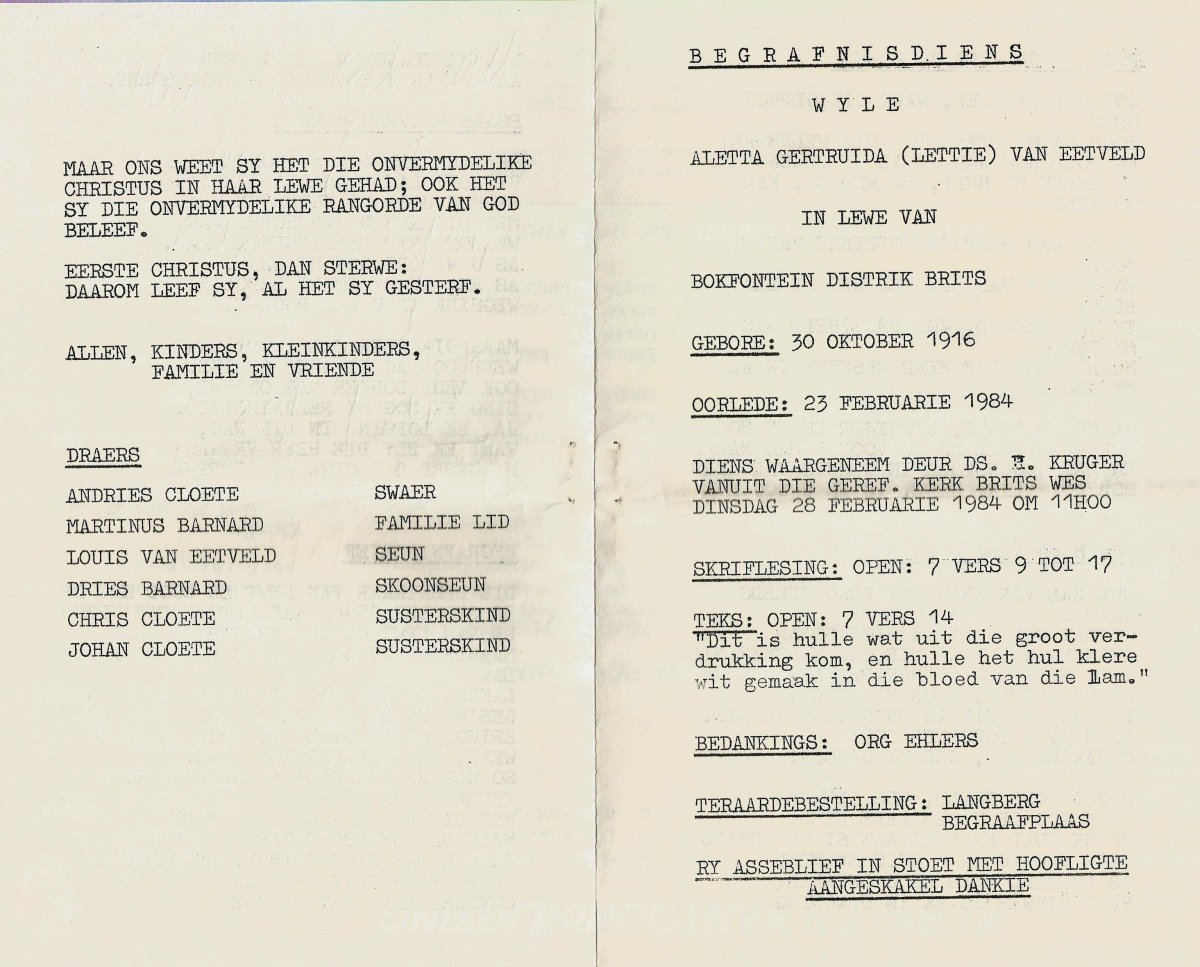 MAAR ONS WEET SY HET DIE ONVERMYDELIKE
CHRISTUS IN HAAR LEWE GEHAD; OOK HET
SY DIE ONVERMYDELIKE RANGORDE VAN GOD
BELEEF.
EERSTE CHRISTUS, DAN STERWE:
DAAROM LEEF SY, AL HET SY GESTERF.
ALLEN, KINDERS, KLEINKINDERS,
FAMILIE EN VRIENDE
DRAERS
ANDRIES CLOETE SWAER
MARTINUS BARNARD FAMILIE LID
LOUIS VAN EETVELD SEUN
DRIES BARNARD SKOONSEUN
CHRIS CLOETE SUSTERSKIND
JOHAN CLOETE SUSTERSKIND
BEGRAFNISDIENS
WYLE
ALETTA GERTRUIDA (LETTIE) VAN EETVELD
IN LEWE VAN
BOKFONTEIN DISTRIK BRITS
GEBORE: 30 OKTOBER 1916
OORLEDE: 23 FEBRUARIE 1984
DIENS WAARGENEEM DEUR DS. KRUGER
VANUIT DIE GEREF. KERK BRITS WES
DINSDAG 28 FEBRUARIE 1984 OM 11H00
SKRIFLESING: OPEN: 7 VERS 9 TOT 17
TEKS: OPEN: 7 VERS 14
"Dit is hulle wat uit die groot ver-
drukking kom, en hulle het hul klere
wit gemaak in die bloed van die Lam."
BEDANKINGS: ORG EHLERS
TERAARDEBESTELLING: LANGBERG
BEGRAAFPLAAS
RY ASSEBLIEF IN STOET MET HOOFLIGTE
AANGESKAKEL DANKIE